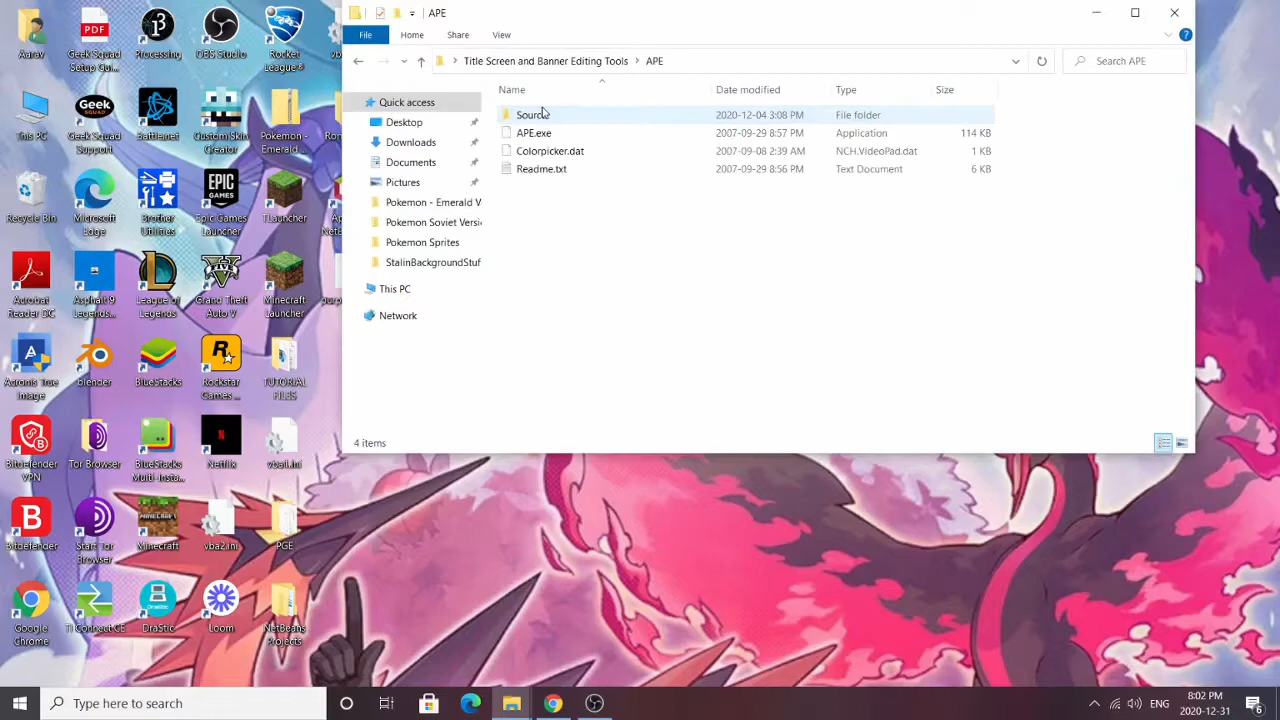 APE
File
Home
Share
View
Title Screen and Banner Editing Tools
APE
Search APE
Name
Date modified
Type
Size
Source
2020-12-04 3:08 PM
File folder
APE.exe
2007-09-29 8:57 PM
Application
114 KB
Colorpicker.dat
2007-09-08 2:39 AM
NCH.VideoPad.dat
1 KB
Readme.txt
2007-09-29 8:56 PM
Text Document
6 KB
Quick access
Desktop
Downloads
Documents
Pictures
Pokemon - Emerald V
Pokemon Soviet Versi
Pokemon Sprites
StalinBackgroundStuf
This PC
Network
4 items
Aarav
PDF
Geek Squad
Setup Gui...
Processing
OBS Studio
Rocket
League®
vb
This PC
Geek
SQUAD
Geek Squad
Support
Battle.net
Custom Skin
Creator
Pokemon -
Emerald ...
Recycle Bin
Microsoft
Edge
Brother
Utilities
EPIC
GAMES
Epic Games
Launcher
TLauncher
Acrobat
Reader DC
Asphalt 9
Legends...
League of
Legends
Grand Theft
Auto V
Minecraft
Launcher
Acronis True
Image
blender
BlueStacks
Rockstar
Games ...
TUTORIAL
FILES
Bitdefender
VPN
Tor Browser
BlueStacks
Multi-Insta...
Netflix
vba1.ini
Bitdefender
Start Tor
Browser
Minecraft
vba2.ini
PGE
Google
Chrome
TI Connect CE
DraStic
DraStic
Loom
NetBeans
Projects
Type here to search
ENG
8:02 PM
2020-12-31
6